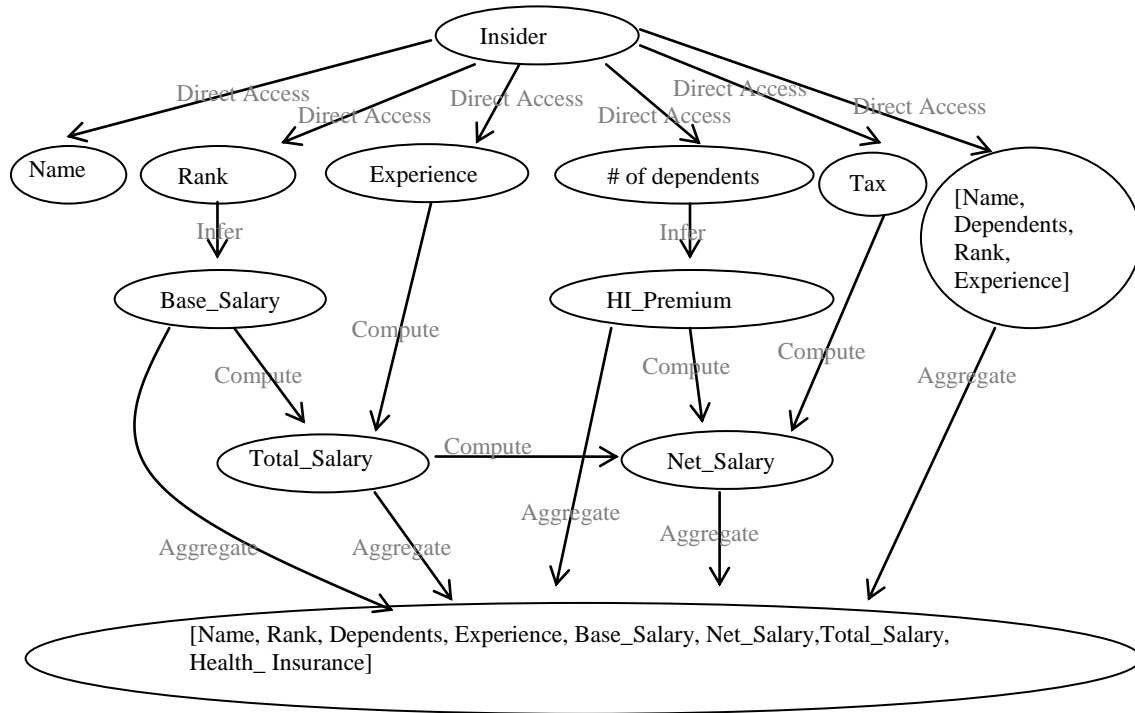 Insider
Direct Access
Direct Access
Direct Access
Direct Access
Direct Access
Direct Access
Name
Rank
Experience
# of dependents
Tax
[Name,
Dependents,
Rank,
Experience]
Infer
Infer
Base_Salary
HI_Premium
Compute
Compute
Compute
Compute
Aggregate
Total_Salary
Compute
Net_Salary
Aggregate
Aggregate
Aggregate
Aggregate
[Name, Rank, Dependents, Experience, Base_Salary, Net_Salary,Total_Salary,
Health_ Insurance]